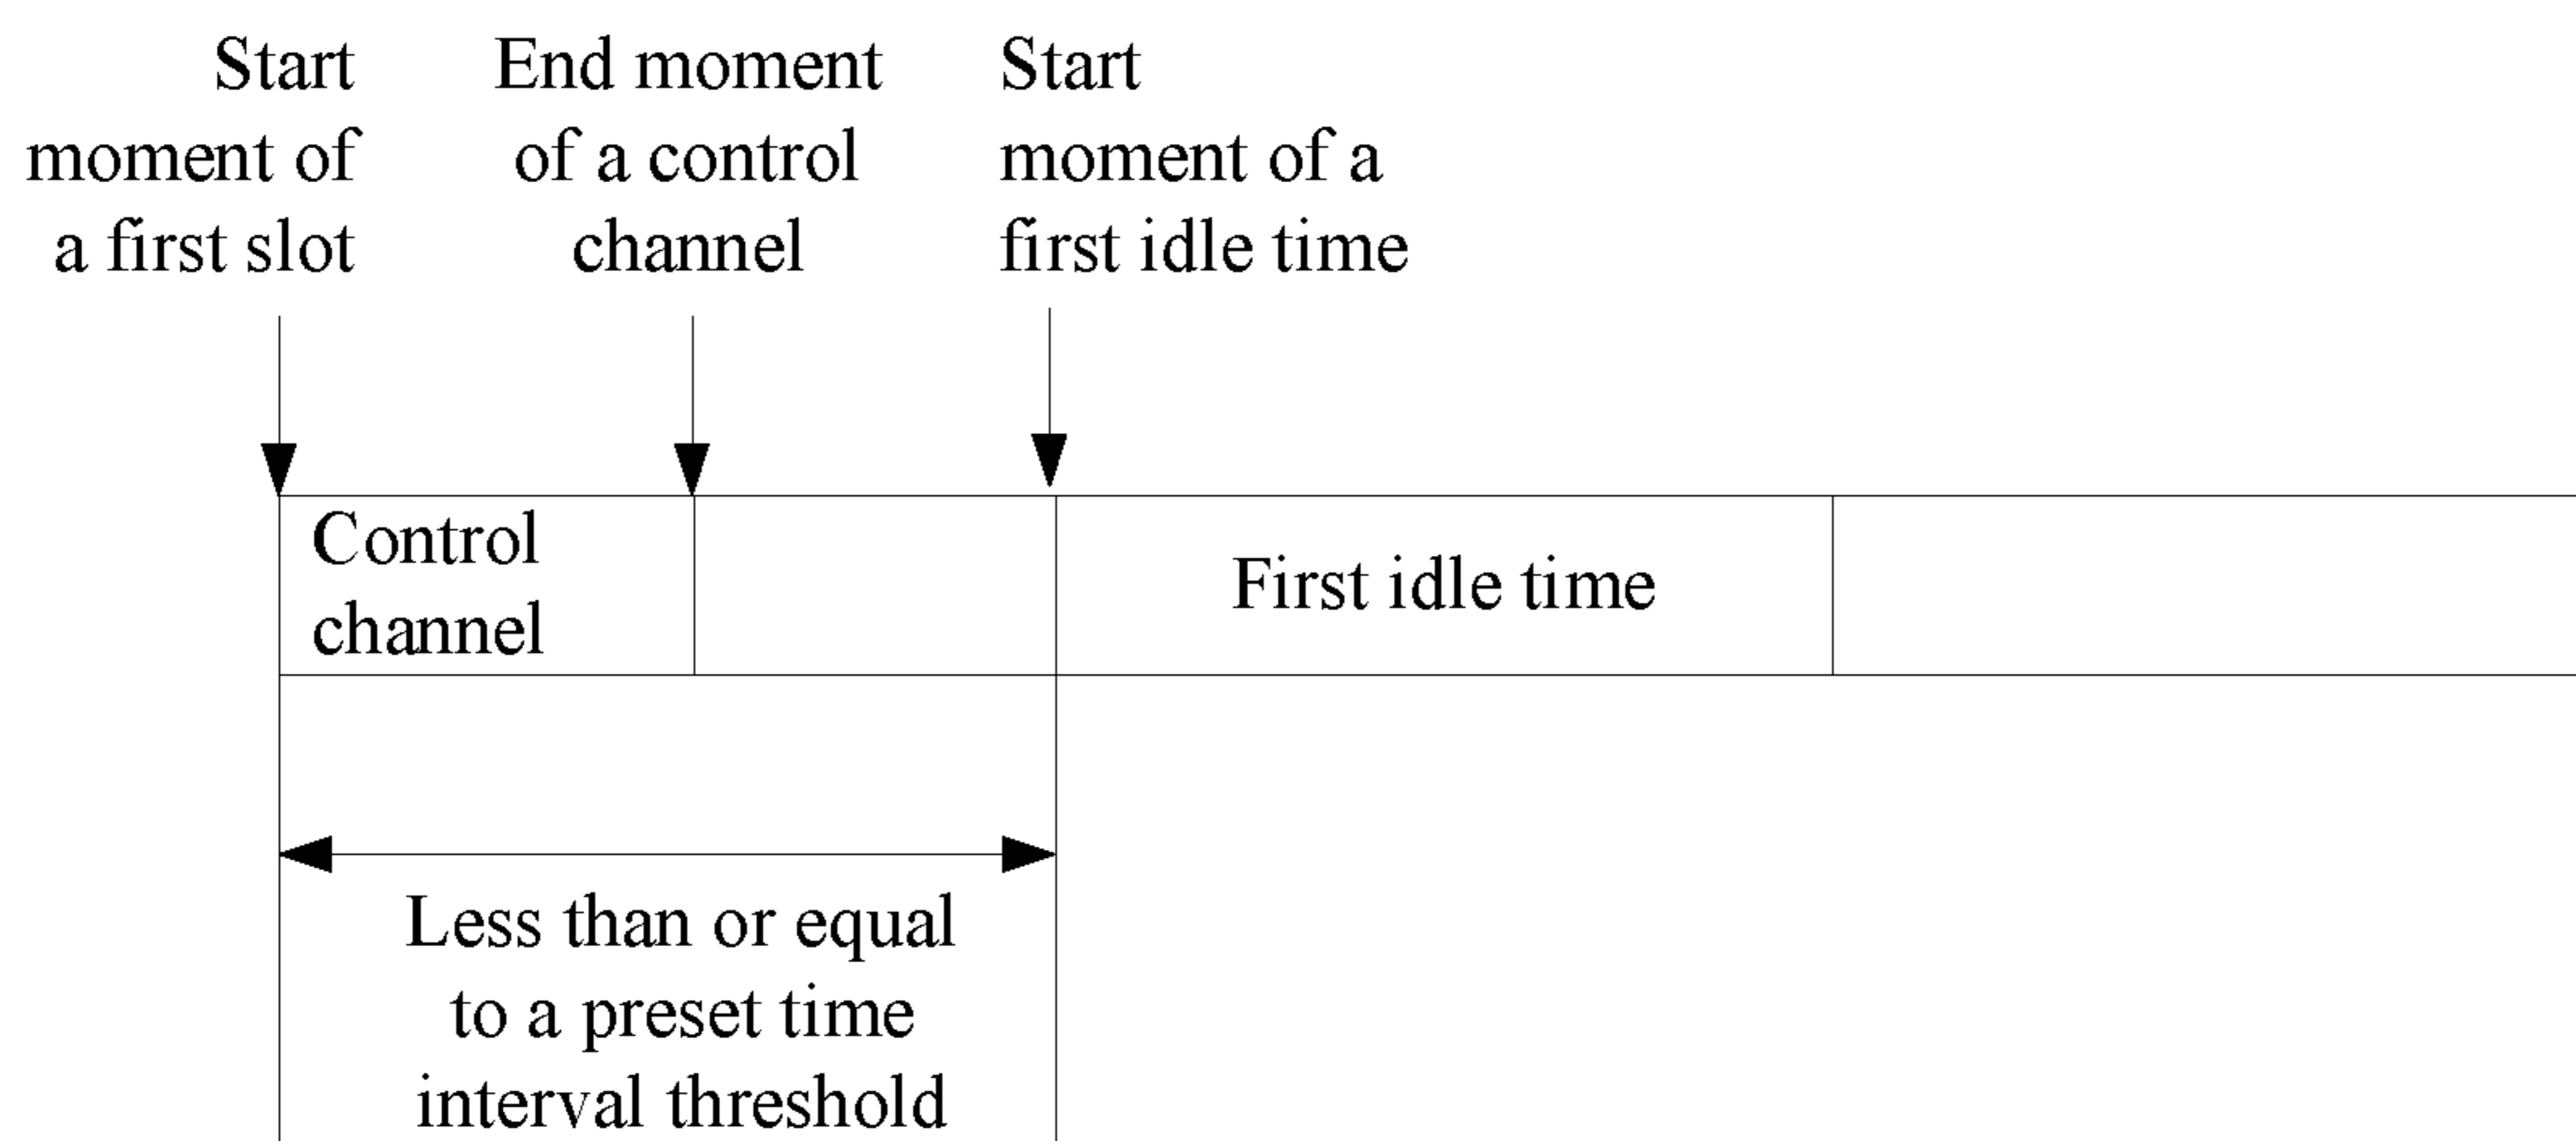 Start
moment of
a first slot
End moment
of a control
channel
Start
moment of a
first idle time
Control
channel
First idle time
Less than or equal
to a preset time
interval threshold